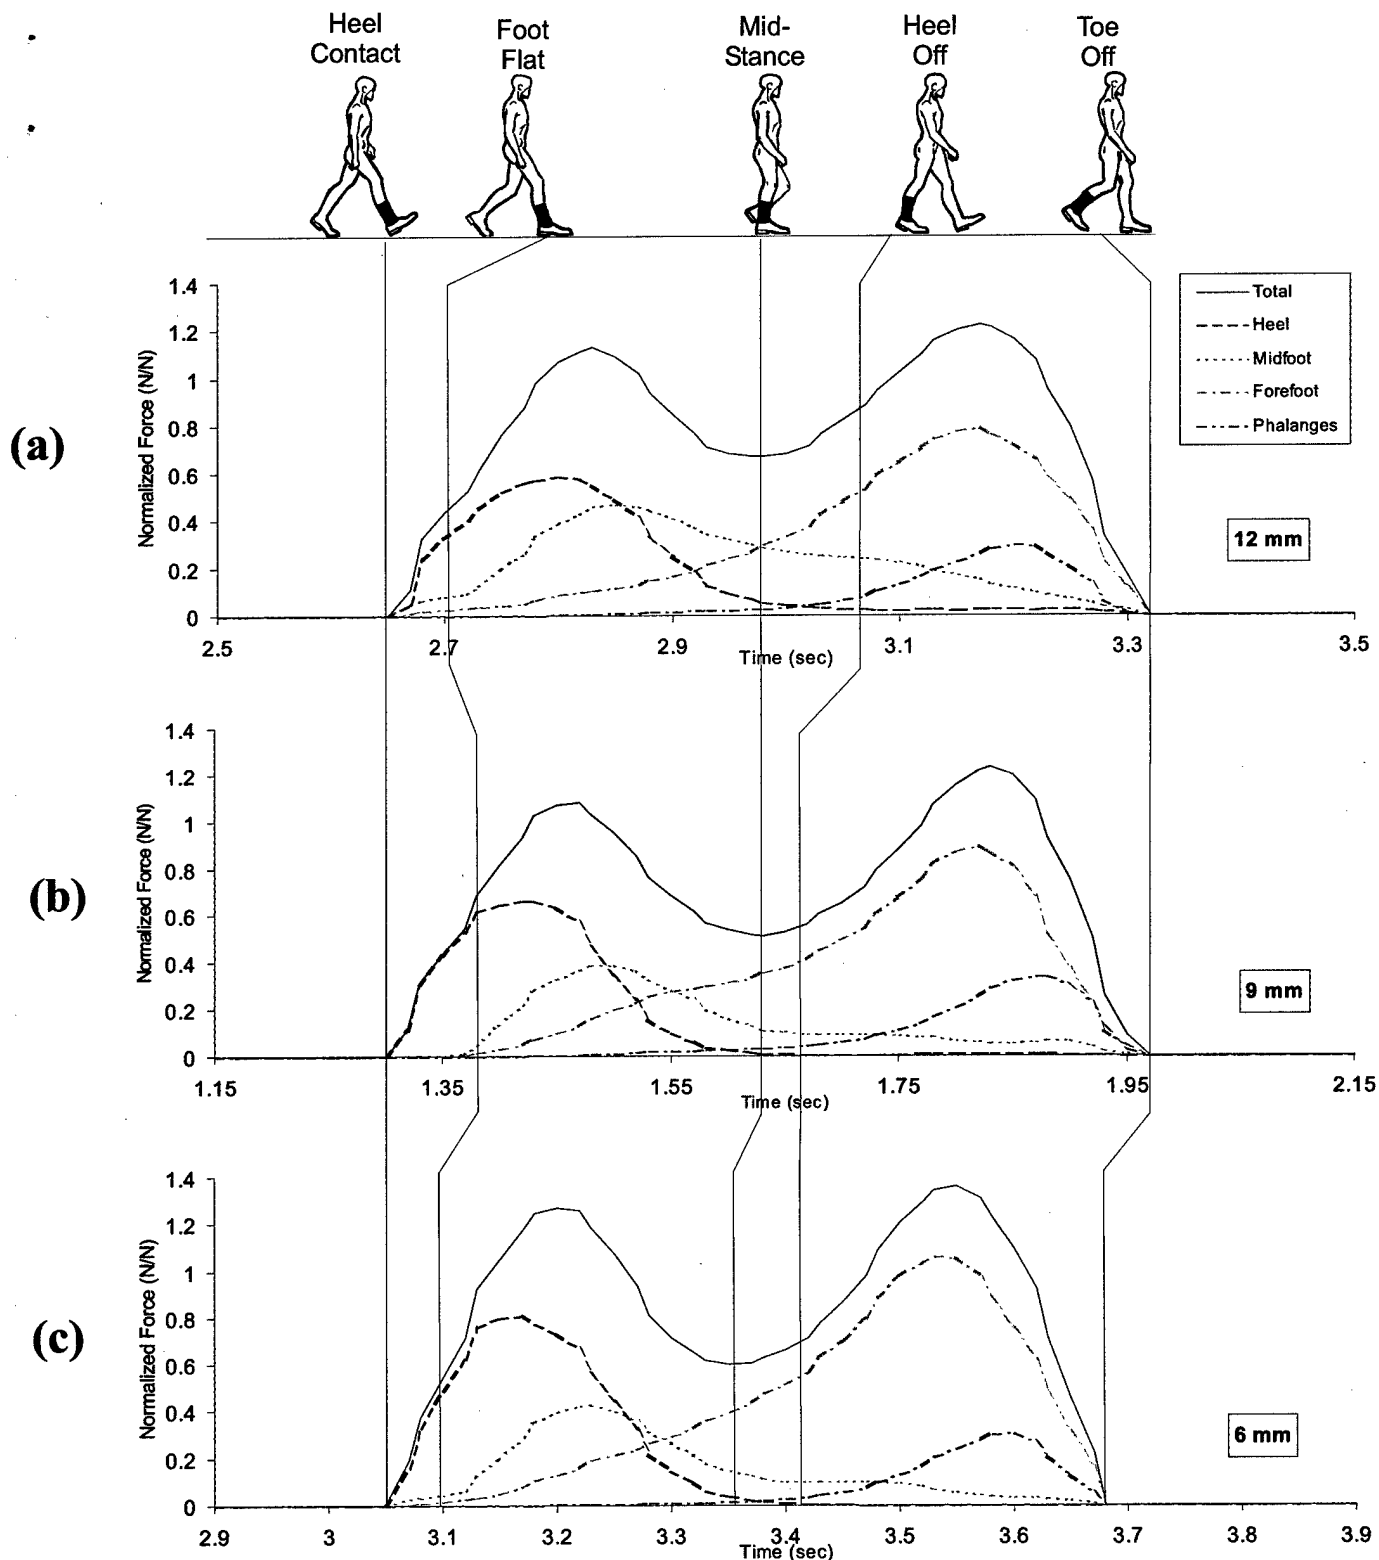 Heel
Contact
Foot
Flat
Mid-
Stance
Heel
Off
Toe
Off
(a)
Normalized Force (N/N)
1.4
1.2
1
0.8
0.6
0.4
0.2
0
2.5
2.7
2.9
3.1
3.3
3.5
Time (sec)
Total
Heel
Midfoot
Forefoot
Phalanges
12 mm
(b)
Normalized Force (N/N)
1.4
1.2
1
0.8
0.6
0.4
0.2
0
1.15
1.35
1.55
1.75
1.95
2.15
Time (sec)
9 mm
(c)
Normalized Force (N/N)
1.4
1.2
1
0.8
0.6
0.4
0.2
0
2.9
3
3.1
3.2
3.3
3.4
3.5
3.6
3.7
3.8
3.9
Time (sec)
6 mm